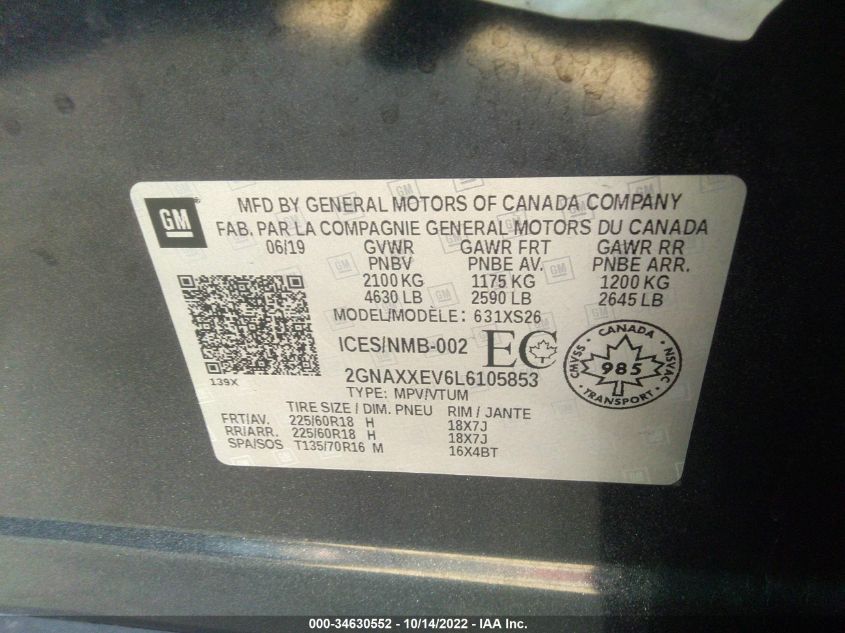 GM
MFD BY GENERAL MOTORS OF CANADA COMPANY
FAB. PAR LA COMPAGNIE GENERAL MOTORS DU CANADA
06/19 GVWR GAWR FRT GAWR RR
PNBV PNBE AV. PNBE ARR.
2100 KG 1175 KG 1200 KG
4630 LB 2590 LB 2645 LB
MODEL/MODÈLE: 631XS26
ICES/NMB-002 EC
CANADA
CMVSS 985 NSVAC
TRANSPORT
139X
2GNAXXEV6L6105853
TYPE: MPV/VTUM
TIRE SIZE / DIM. PNEU RIM / JANTE
FRT/AV. 225/60R18 H 18X7J
RR/ARR. 225/60R18 H 18X7J
SPA/SOS T135/70R16 M 16X4BT
000-34630552 - 10/14/2022 - IAA Inc.